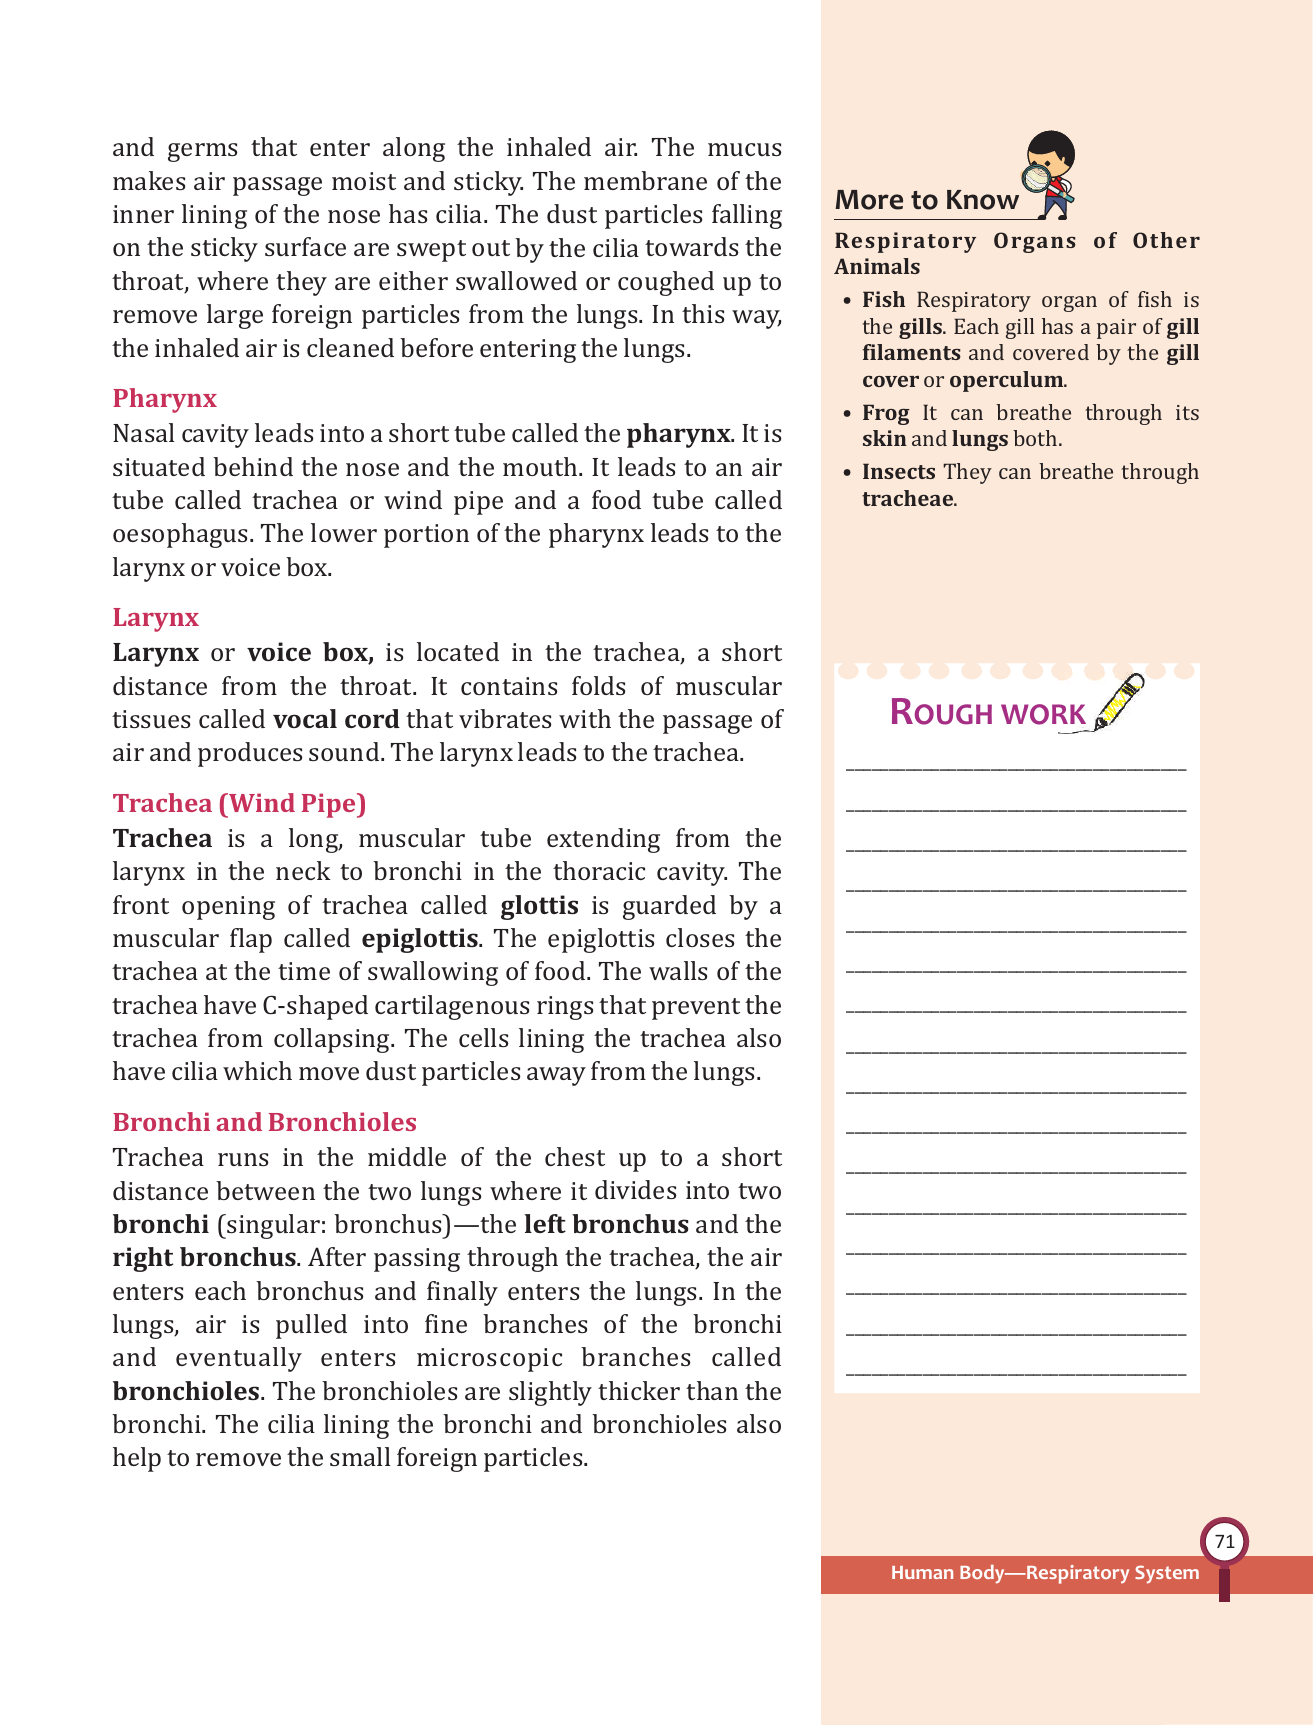 and germs that enter along the inhaled air. The mucus
makes air passage moist and sticky. The membrane of the
inner lining of the nose has cilia. The dust particles falling
on the sticky surface are swept out by the cilia towards the
throat, where they are either swallowed or coughed up to
remove large foreign particles from the lungs. In this way,
the inhaled air is cleaned before entering the lungs.
Pharynx
Nasal cavity leads into a short tube called the pharynx. It is
situated behind the nose and the mouth. It leads to an air
tube called trachea or wind pipe and a food tube called
oesophagus. The lower portion of the pharynx leads to the
larynx or voice box.
Larynx
Larynx or voice box, is located in the trachea, a short
distance from the throat. It contains folds of muscular
tissues called vocal cord that vibrates with the passage of
air and produces sound. The larynx leads to the trachea.
Trachea (Wind Pipe)
Trachea is a long, muscular tube extending from the
larynx in the neck to bronchi in the thoracic cavity. The
front opening of trachea called glottis is guarded by a
muscular flap called epiglottis. The epiglottis closes the
trachea at the time of swallowing of food. The walls of the
trachea have C-shaped cartilagenous rings that prevent the
trachea from collapsing. The cells lining the trachea also
have cilia which move dust particles away from the lungs.
Bronchi and Bronchioles
Trachea runs in the middle of the chest up to a short
distance between the two lungs where it divides into two
bronchi (singular: bronchus)—the left bronchus and the
right bronchus. After passing through the trachea, the air
enters each bronchus and finally enters the lungs. In the
lungs, air is pulled into fine branches of the bronchi
and eventually enters microscopic branches called
bronchioles. The bronchioles are slightly thicker than the
bronchi. The cilia lining the bronchi and bronchioles also
help to remove the small foreign particles.
More to Know
Respiratory Organs of Other
Animals
• Fish Respiratory organ of fish is
the gills. Each gill has a pair of gill
filaments and covered by the gill
cover or operculum.
• Frog It can breathe through its
skin and lungs both.
• Insects They can breathe through
tracheae.
ROUGH WORK
71
Human Body—Respiratory System